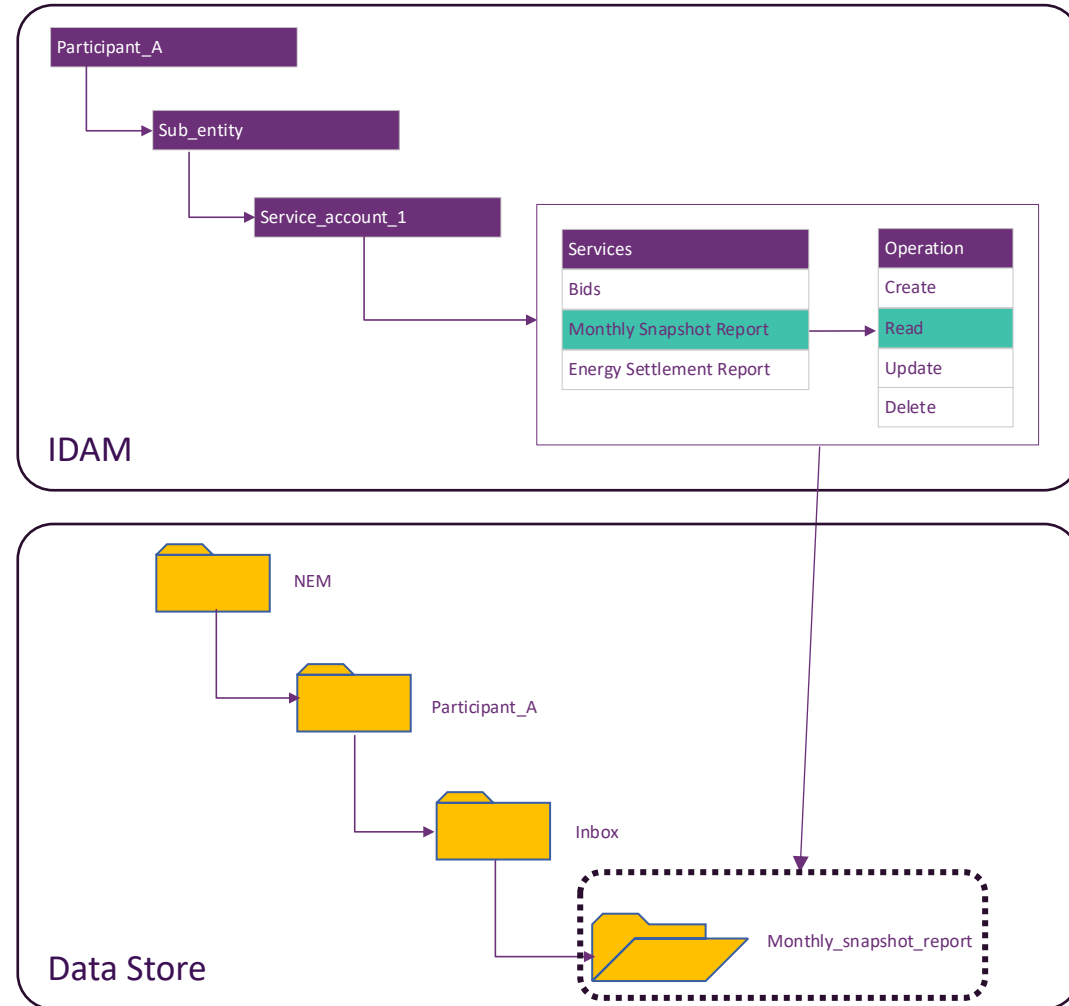 Participant_A
Sub_entity
Service_account_1
Services
Bids
Monthly Snapshot Report
Energy Settlement Report
Operation
Create
Read
Update
Delete
IDAM
NEM
Participant_A
Inbox
Monthly_snapshot_report
Data Store